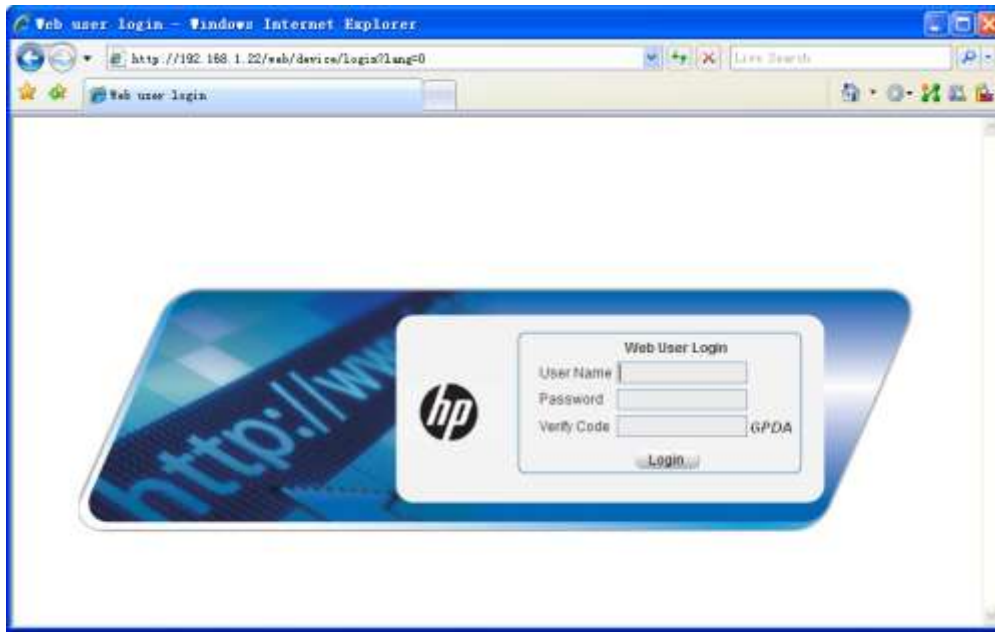 Web user login - Windows Internet Explorer
http://192.168.1.22/web/device/login?lang=0
Live Search
Web user login
http://www
hp
Web User Login
User Name
Password
Verify Code GPDA
Login